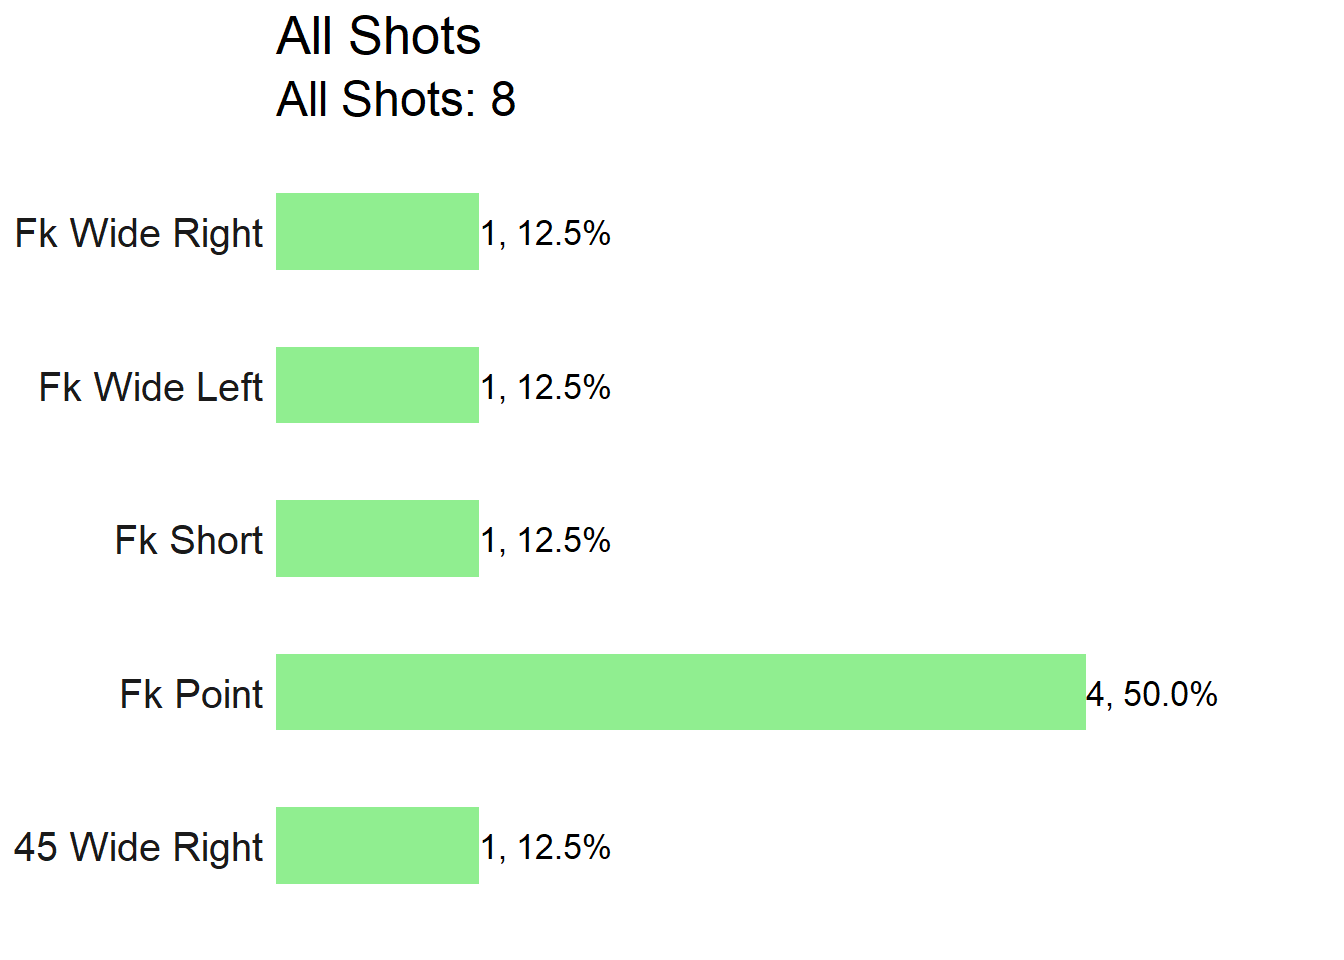 All Shots
All Shots: 8
Fk Wide Right 1, 12.5%
Fk Wide Left 1, 12.5%
Fk Short 1, 12.5%
Fk Point 4, 50.0%
45 Wide Right 1, 12.5%